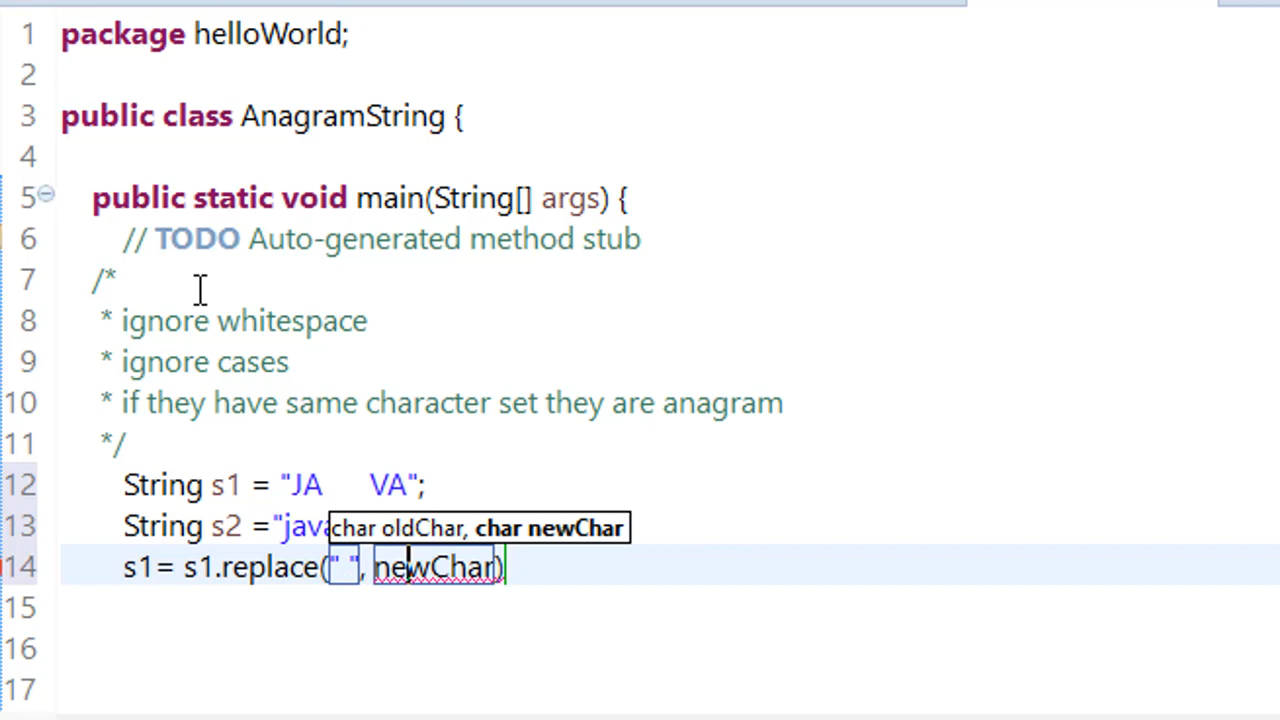 1 package helloWorld;
2
3 public class AnagramString {
4
5 public static void main(String[] args) {
6 // TODO Auto-generated method stub
7 /*
8 * ignore whitespace
9 * ignore cases
10 * if they have same character set they are anagram
11 */
12 String s1 = "JA      VA";
13 String s2 ="java
char oldChar, char newChar
14 s1= s1.replace(" ", newChar)
15
16
17